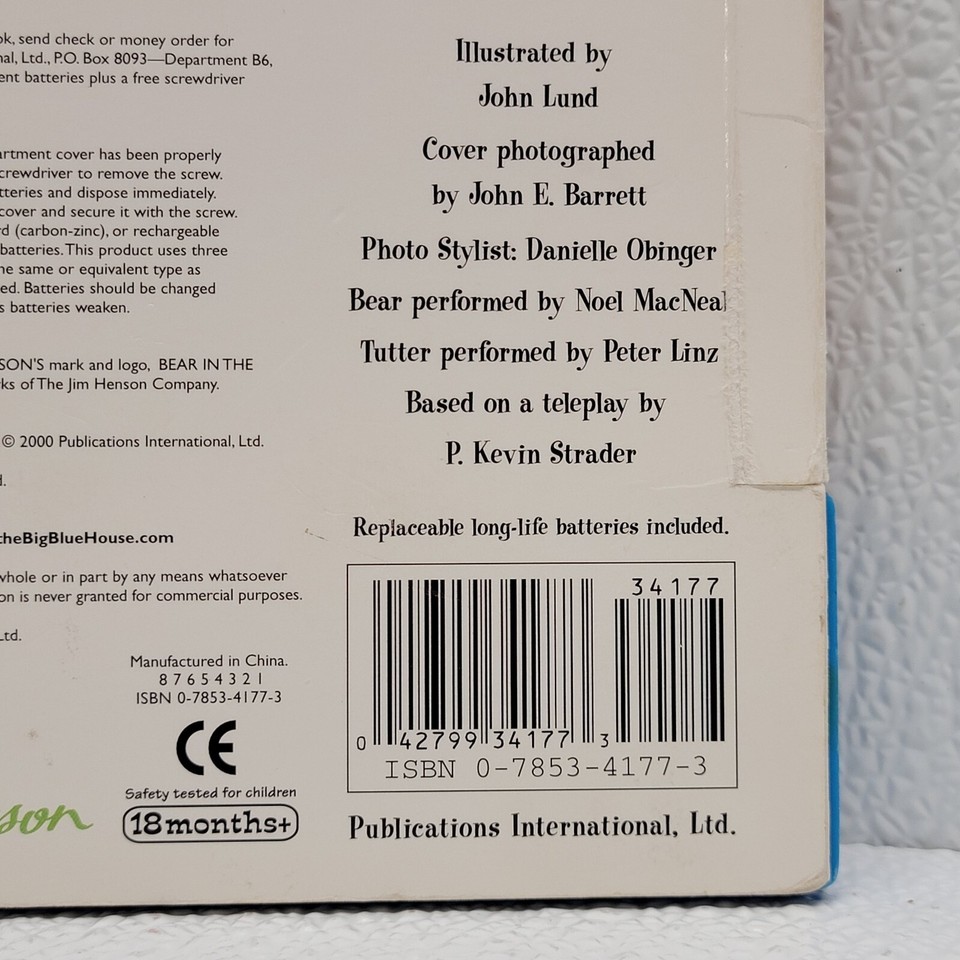 ok, send check or money order for
nal, Ltd., P.O. Box 8093—Department B6,
ent batteries plus a free screwdriver
artment cover has been properly
crewdriver to remove the screw.
tteries and dispose immediately.
cover and secure it with the screw.
rd (carbon-zinc), or rechargeable
batteries. This product uses three
he same or equivalent type as
ed. Batteries should be changed
s batteries weaken.
SON'S mark and logo, BEAR IN THE
ks of The Jim Henson Company.
© 2000 Publications International, Ltd.
d.
theBigBlueHouse.com
whole or in part by any means whatsoever
on is never granted for commercial purposes.
Ltd.
Manufactured in China.
8 7 6 5 4 3 2 1
ISBN 0-7853-4177-3
CE
Safety tested for children
18 months+
son
Illustrated by
John Lund
Cover photographed
by John E. Barrett
Photo Stylist: Danielle Obinger
Bear performed by Noel MacNeal
Tutter performed by Peter Linz
Based on a teleplay by
P. Kevin Strader
Replaceable long-life batteries included.
34177
0 42799 34177 3
ISBN 0-7853-4177-3
Publications International, Ltd.